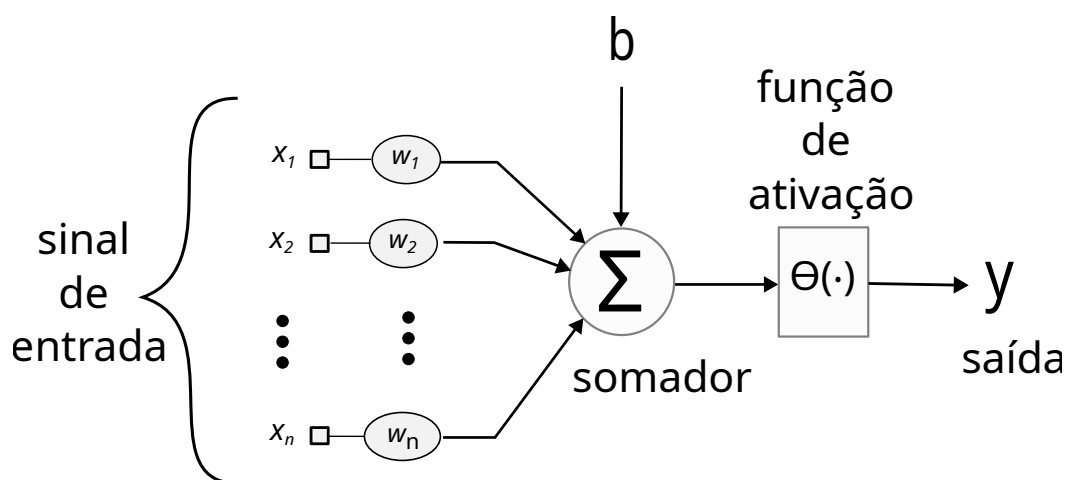 b
função
de
ativação
x1
w1
x2
w2
sinal
de
entrada
Σ
ϴ(·)
y
saída
somador
xn
wn